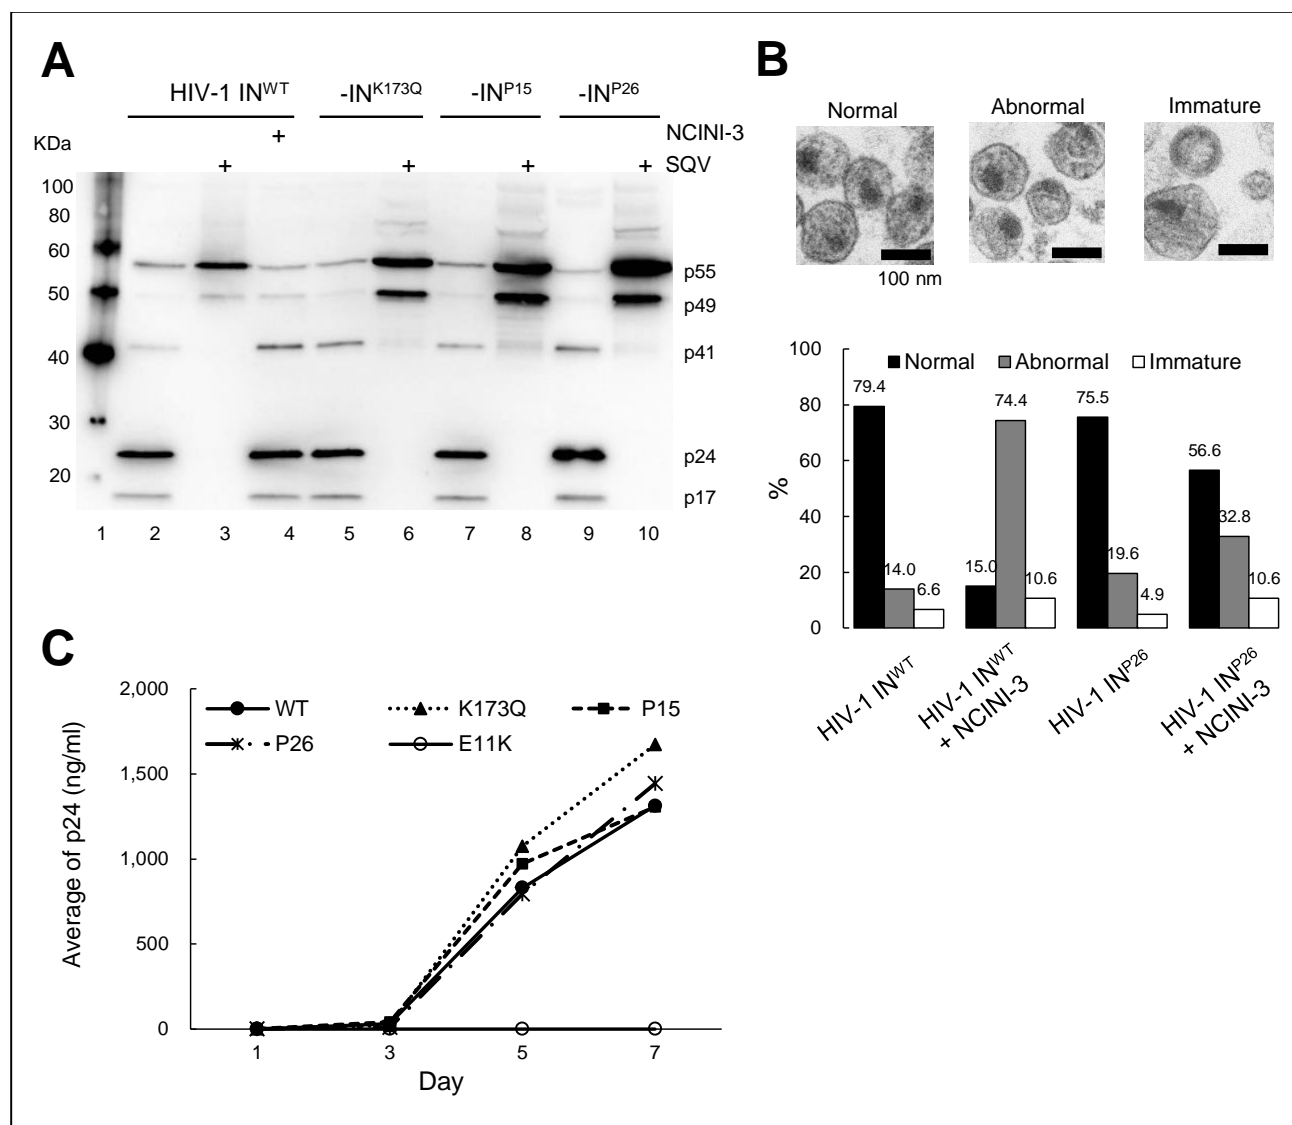 A
HIV-1 IN^WT -IN^K173Q -IN^P15 -IN^P26
+ NCINI-3
KDa
+ + + + SQV
100
80
60
50
40
30
20
p55
p49
p41
p24
p17
1 2 3 4 5 6 7 8 9 10
B
Normal Abnormal Immature
100 nm
Normal Abnormal Immature
100
80
60
40
20
0
%
79.4 14.0 6.6
15.0 74.4 10.6
75.5 19.6 4.9
56.6 32.8 10.6
HIV-1 IN^WT
HIV-1 IN^WT
+ NCINI-3
HIV-1 IN^P26
HIV-1 IN^P26
+ NCINI-3
C
WT K173Q P15
P26 E11K
2,000
1,500
1,000
500
0
Average of p24 (ng/ml)
1 3 5 7
Day